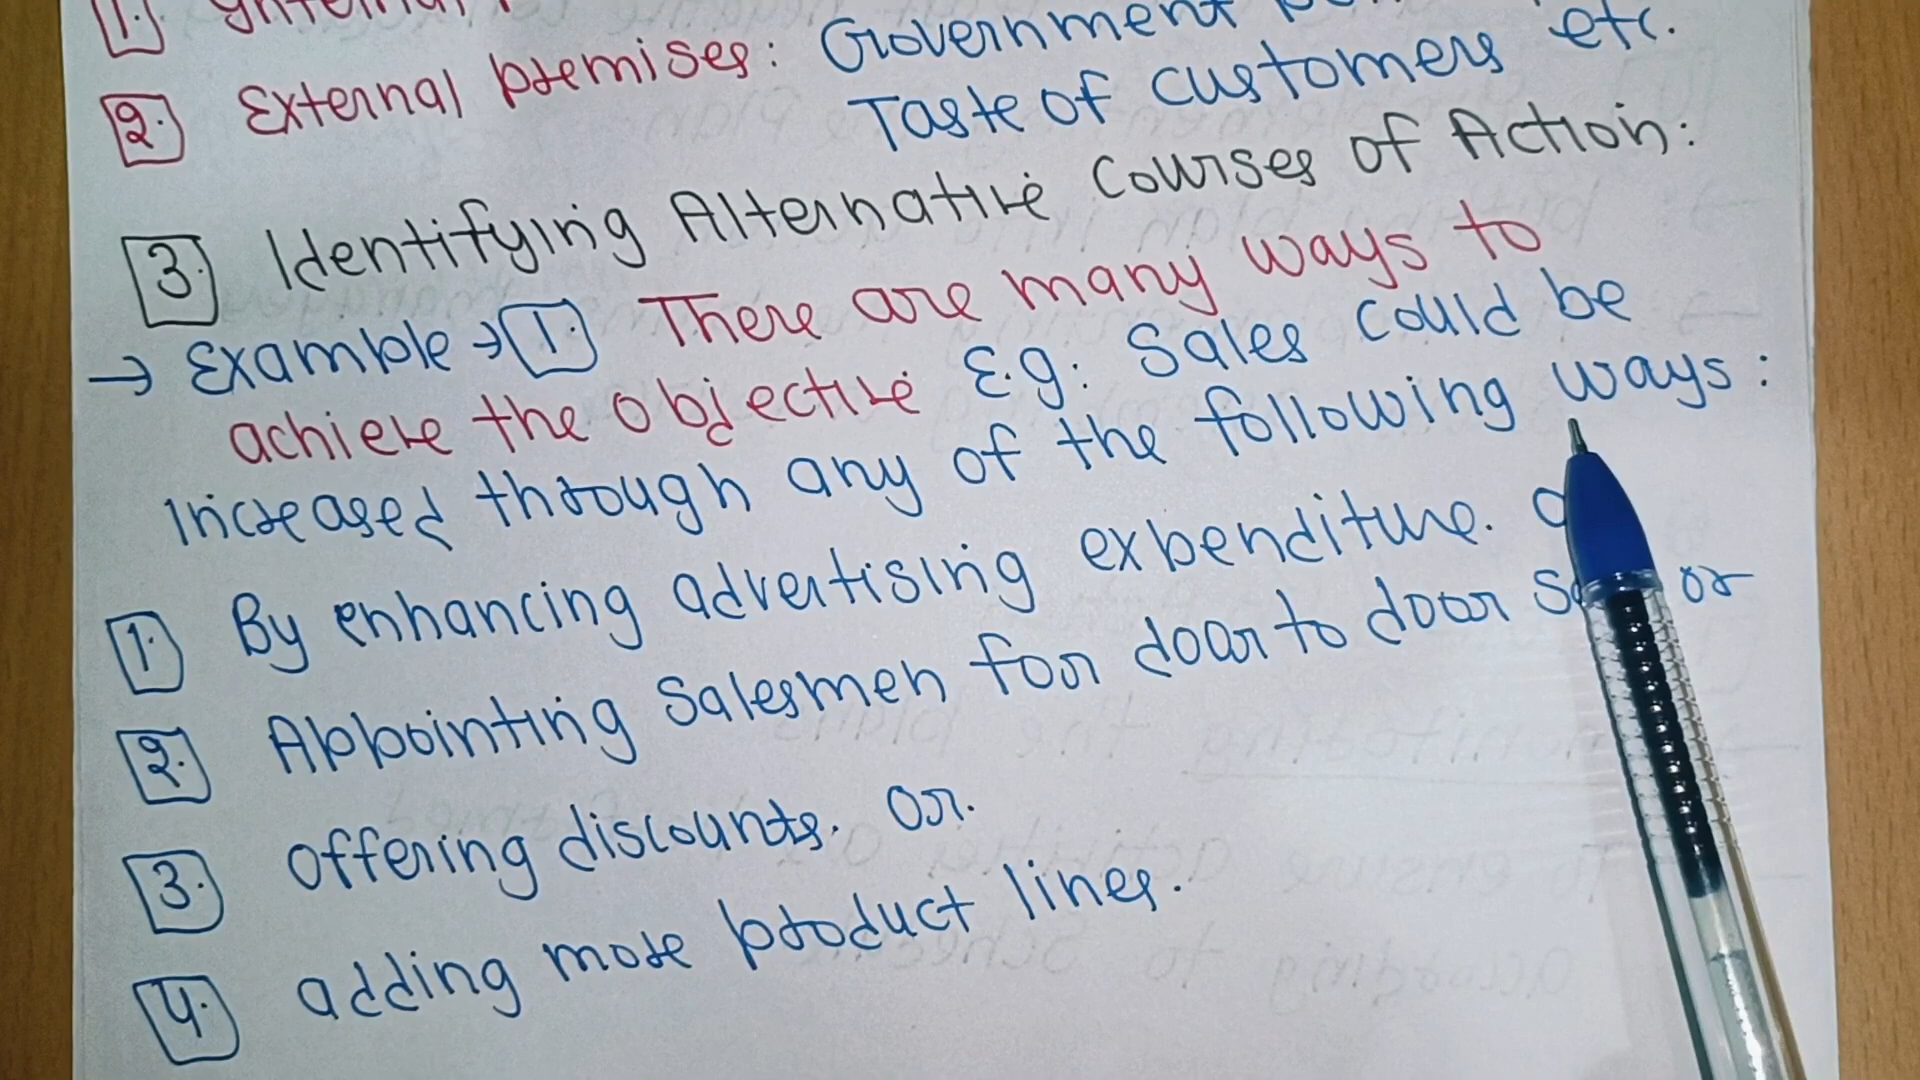 1.
2. External premises: Government
Taste of customers etc.
3. Identifying Alternative Courses of Action:
→ Example → 1. There are many ways to
achieve the objective E.g: Sales could be
increased through any of the following ways:
1. By enhancing advertising expenditure.
2. Appointing Salesmen for door to door or
3. offering discounts. or.
4. adding more product lines.